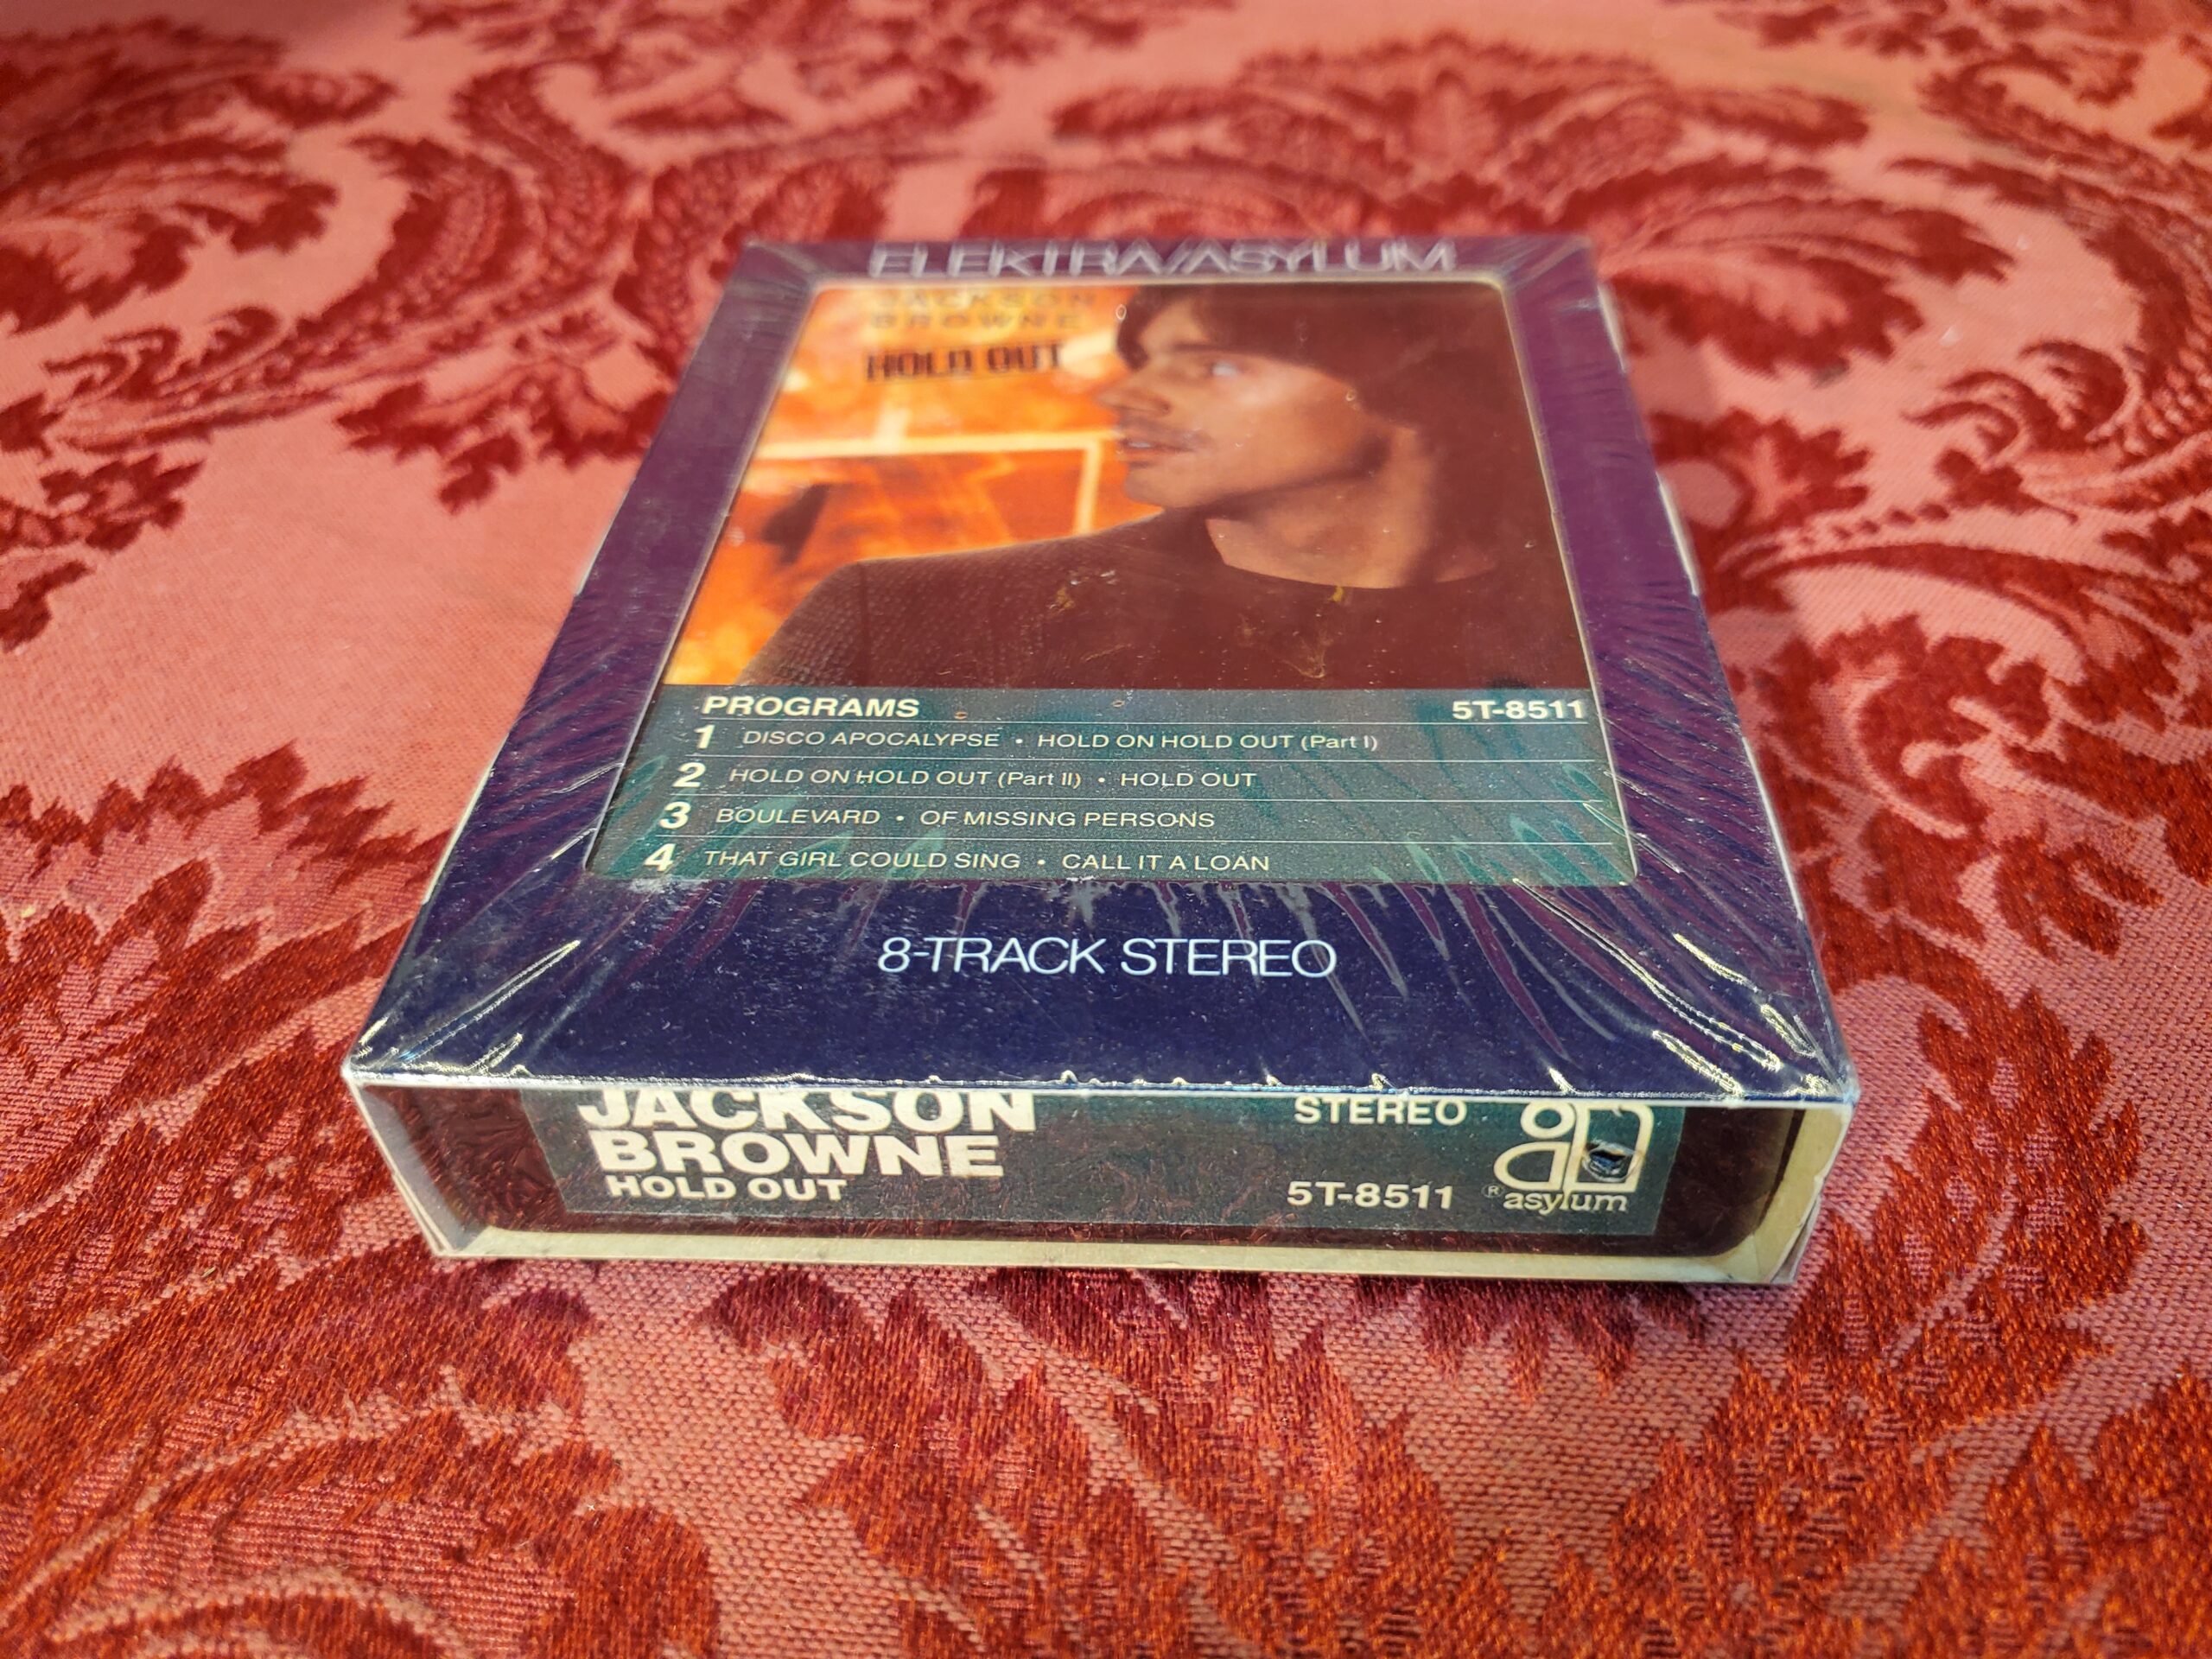 ELEKTRA/ASYLUM
JACKSON
BROWNE
HOLD OUT
PROGRAMS 5T-8511
1 DISCO APOCALYPSE • HOLD ON HOLD OUT (Part I)
2 HOLD ON HOLD OUT (Part II) • HOLD OUT
3 BOULEVARD • OF MISSING PERSONS
4 THAT GIRL COULD SING • CALL IT A LOAN
8-TRACK STEREO
JACKSON
BROWNE
HOLD OUT
STEREO
5T-8511
® asylum